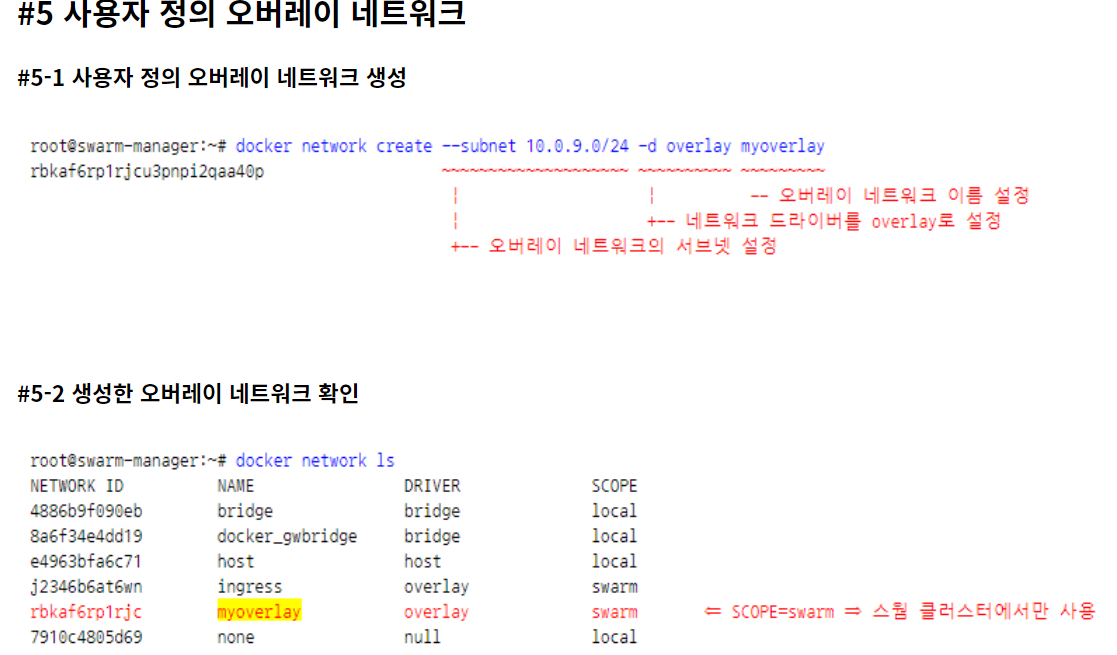 #5 사용자 정의 오버레이 네트워크
#5-1 사용자 정의 오버레이 네트워크 생성
root@swarm-manager:~# docker network create --subnet 10.0.9.0/24 -d overlay myoverlay
rbkaf6rp1rjcu3pnpi2qaa40p ~~~~~~~~~~~~~~~~~~~~ ~~~~~~~~~~ ~~~~~~~~~
| | -- 오버레이 네트워크 이름 설정
| +-- 네트워크 드라이버를 overlay로 설정
+-- 오버레이 네트워크의 서브넷 설정
#5-2 생성한 오버레이 네트워크 확인
root@swarm-manager:~# docker network ls
NETWORK ID NAME DRIVER SCOPE
4886b9f090eb bridge bridge local
8a6f34e4dd19 docker_gwbridge bridge local
e4963bfa6c71 host host local
j2346b6at6wn ingress overlay swarm
rbkaf6rp1rjc myoverlay overlay swarm ⇐ SCOPE=swarm ⇒ 스웜 클러스터에서만 사용
7910c4805d69 none null local